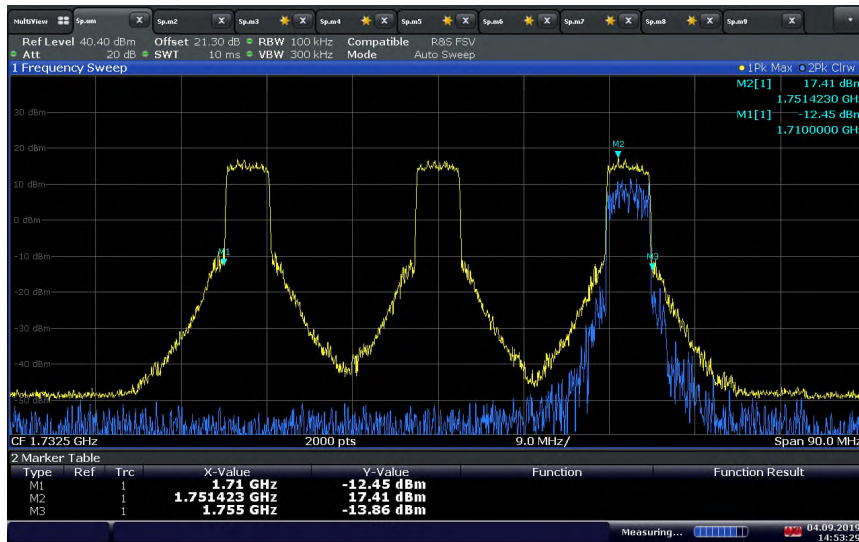 MultiView Sp.um X Sp.m2 X Sp.m3 X Sp.m4 X Sp.m5 X Sp.m6 X Sp.m7 X Sp.m8 X Sp.m9 X
Ref Level 40.40 dBm Offset 21.30 dB RBW 100 kHz Compatible R&S FSV
Att 20 dB SWT 10 ms VBW 300 kHz Mode Auto Sweep
1 Frequency Sweep 1Pk Max 2Pk Clrw
M2[1] 17.41 dBm
1.7514230 GHz
M1[1] -12.45 dBm
1.7100000 GHz
30 dBm
20 dBm
M2
10 dBm
0 dBm
M1
M3
-10 dBm
-20 dBm
-30 dBm
-40 dBm
-50 dBm
CF 1.7325 GHz 2000 pts 9.0 MHz/ Span 90.0 MHz
2 Marker Table
Type Ref Trc X-Value Y-Value Function Function Result
M1 1 1.71 GHz -12.45 dBm
M2 1 1.751423 GHz 17.41 dBm
M3 1 1.755 GHz -13.86 dBm
Measuring... 04.09.2019
14:53:29